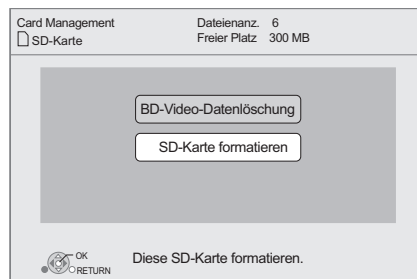 Card Management
Dateienanz. 6
SD-Karte
Freier Platz 300 MB
BD-Video-Datenlöschung
SD-Karte formatieren
OK
RETURN
Diese SD-Karte formatieren.